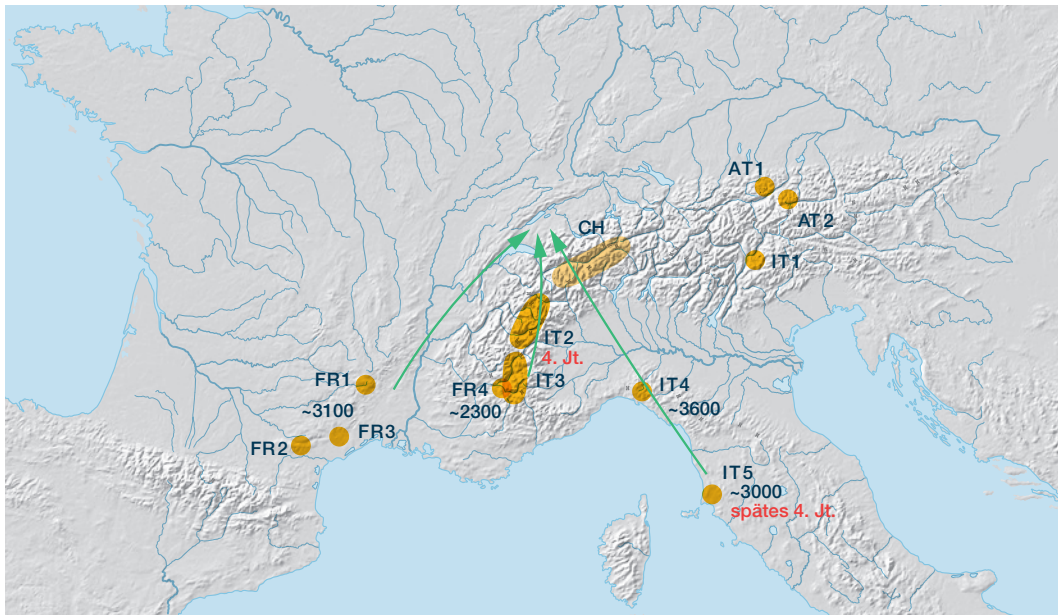 AT1
AT2
CH
IT1
IT2
4. Jt.
FR1
FR4
IT3
IT4
~3100
~2300
~3600
FR3
FR2
IT5
~3000
spätes 4. Jt.